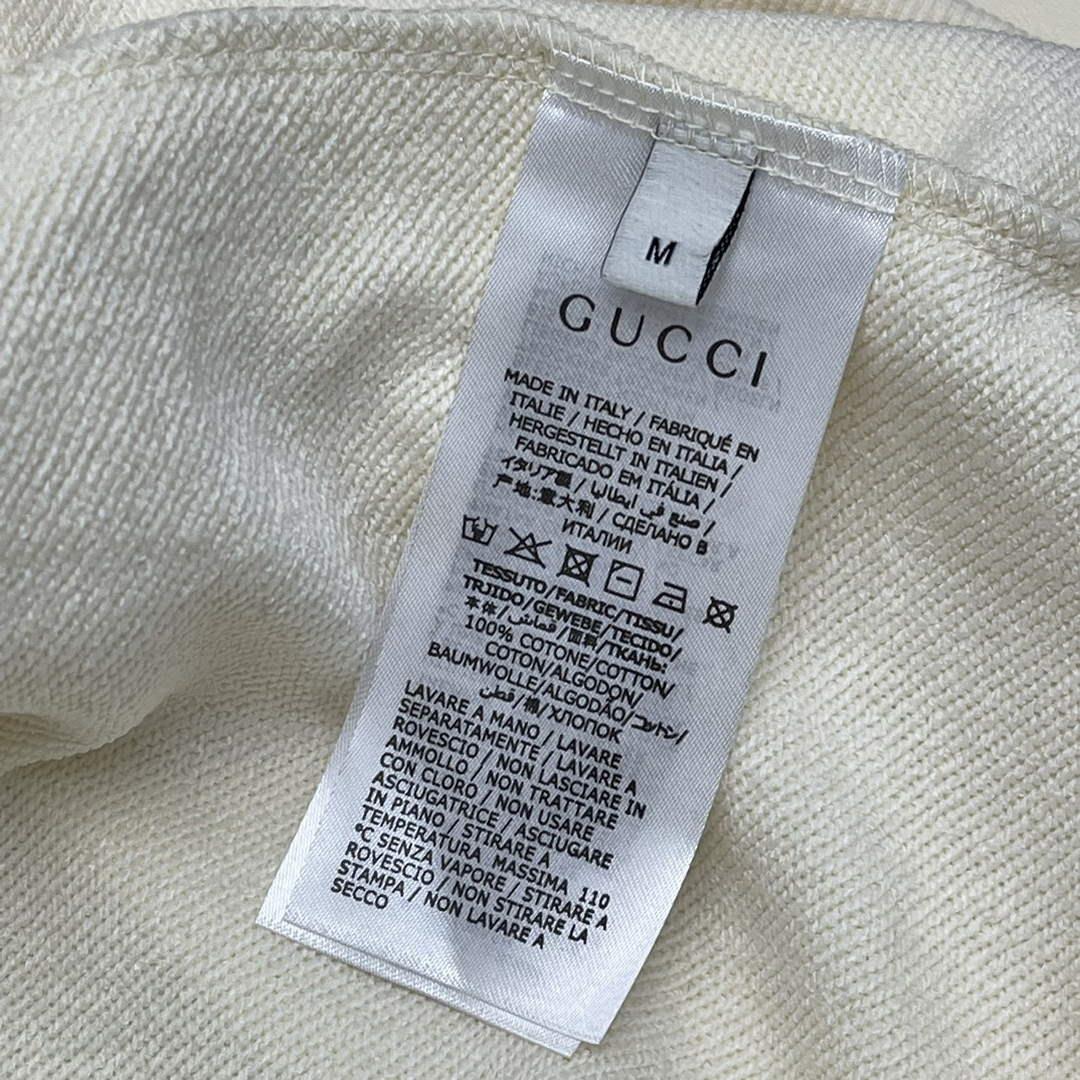 M
GUCCI
MADE IN ITALY / FABRIQUÉ EN
ITALIE / HECHO EN ITALIA /
HERGESTELLT IN ITALIEN /
FABRICADO EM ITÁLIA /
イタリア製 / صنع في ايطاليا /
产地:意大利 / СДЕЛАНО В
ИТАЛИИ
TESSUTO/FABRIC/TISSU/
TRJIDO/GEWEBE/TECIDO/
本体/قماش/面料/ТКАНЬ:
100% COTONE/COTTON/
COTON/ALGODON/
BAUMWOLLE/ALGODÃO/コットン/
قطن/棉/ХЛОПОК
LAVARE A MANO / LAVARE
SEPARATAMENTE / LAVARE A
ROVESCIO / NON LASCIARE IN
AMMOLLO / NON TRATTARE
CON CLORO / NON USARE
ASCIUGATRICE / ASCIUGARE
IN PIANO / STIRARE A
TEMPERATURA MASSIMA 110
°C SENZA VAPORE / STIRARE A
ROVESCIO / NON STIRARE LA
STAMPA / NON LAVARE A
SECCO